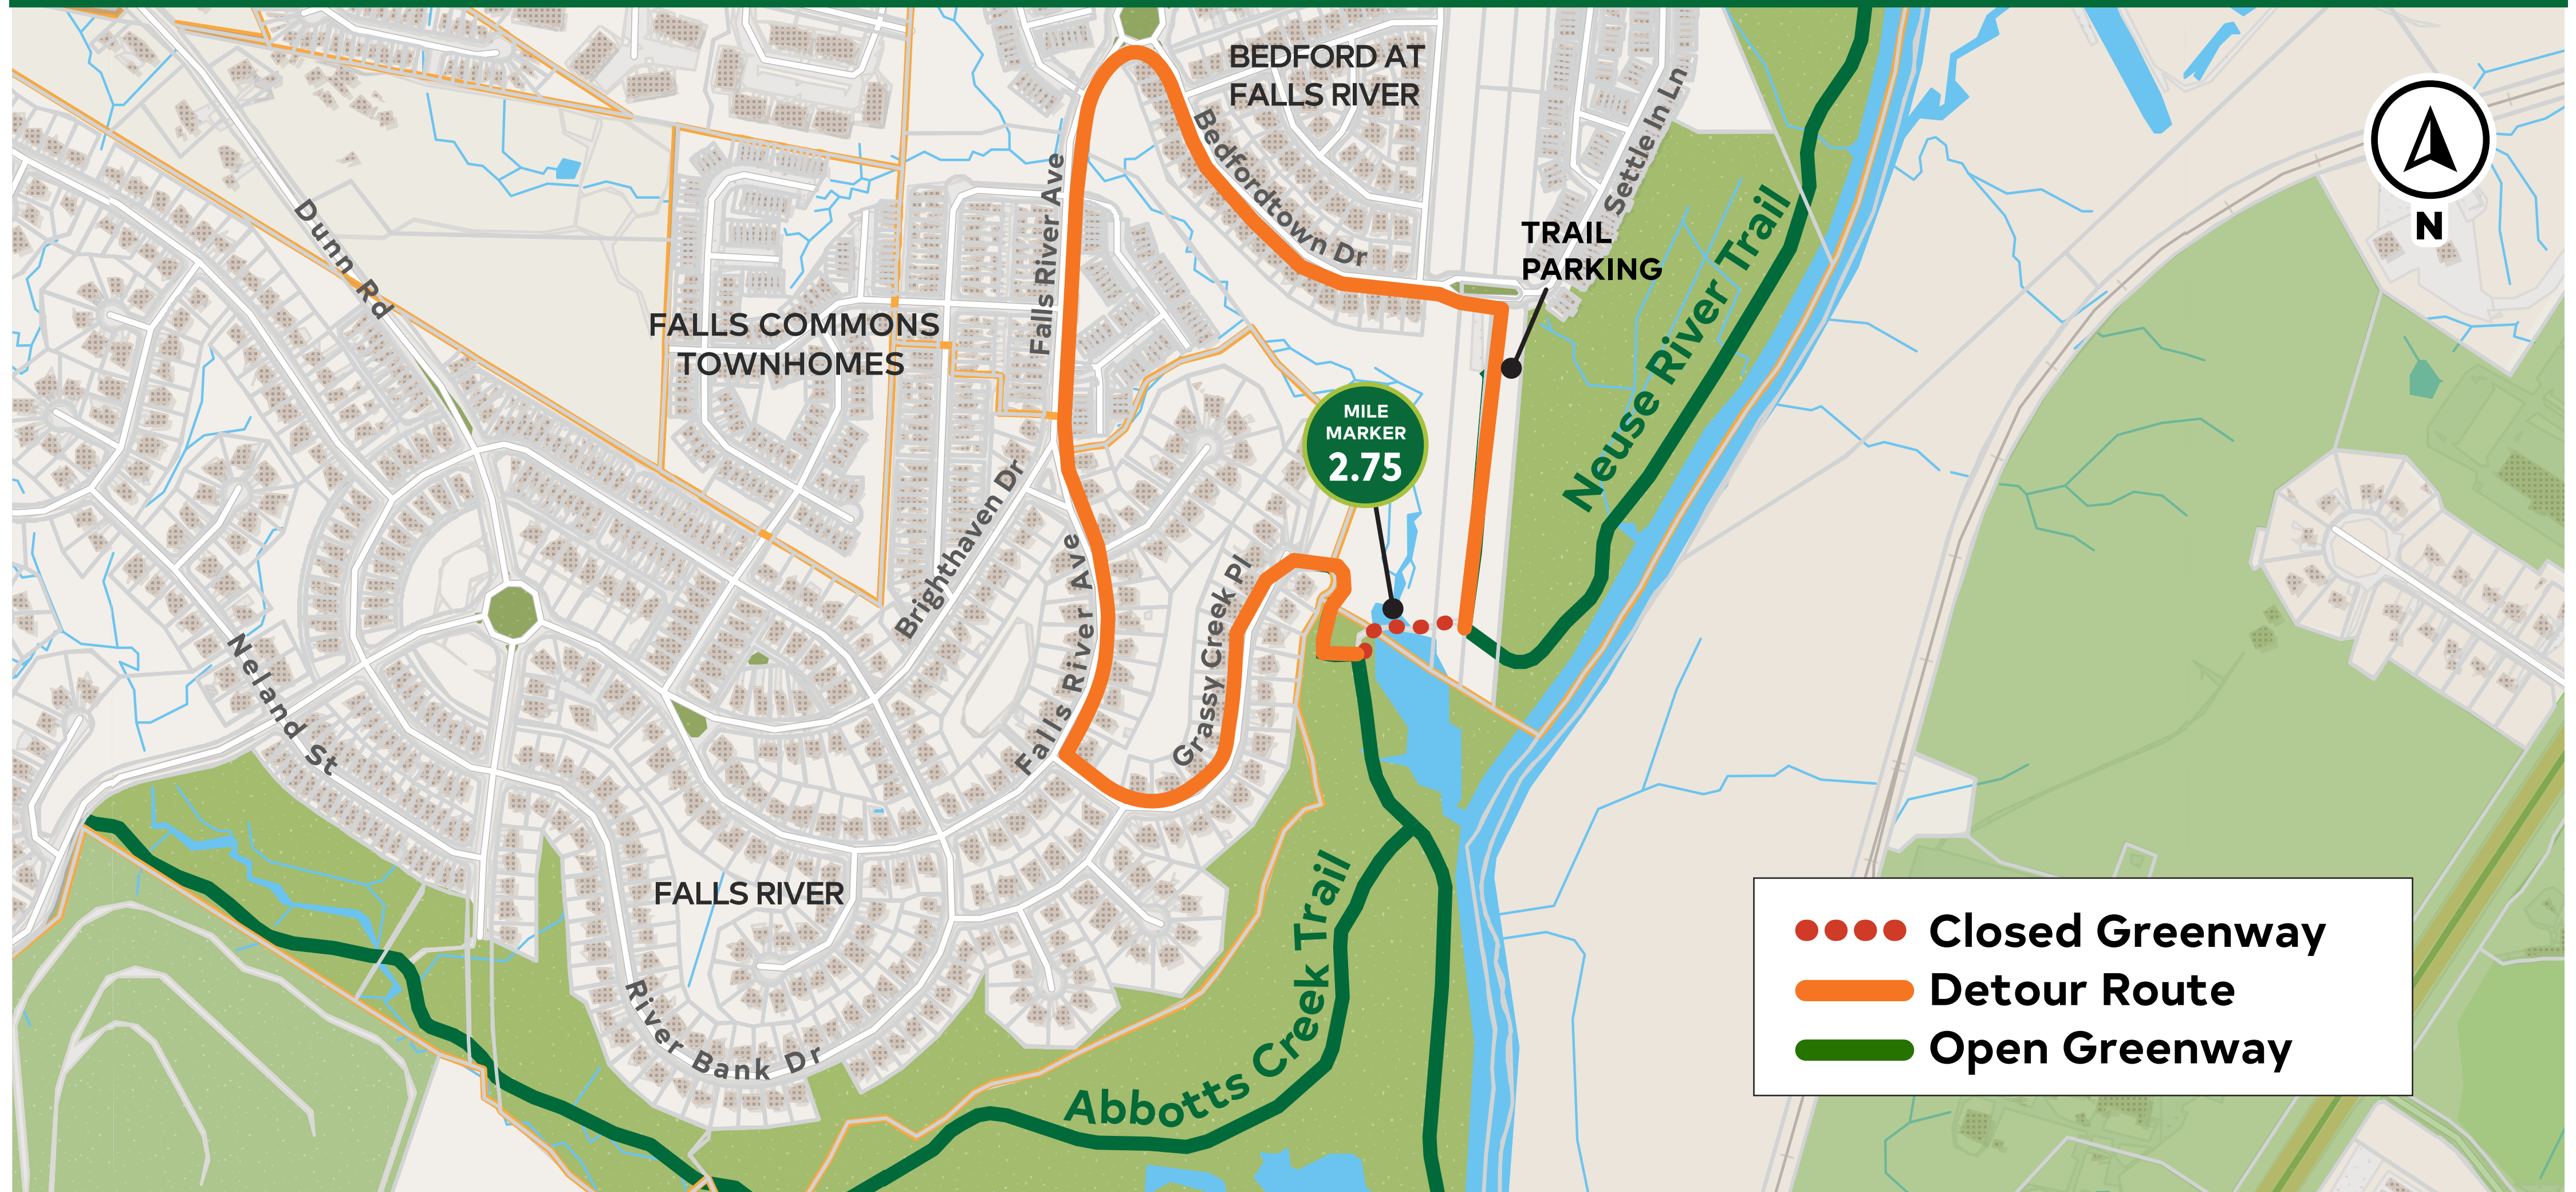 BEDFORD AT
FALLS RIVER
Settle In Ln
N
Bedfordtown Dr
Falls River Ave
Dunn Rd
TRAIL
PARKING
Neuse River Trail
FALLS COMMONS
TOWNHOMES
MILE
MARKER
2.75
Brighthaven Dr
Falls River Ave
Grassy Creek Pl
Neland St
FALLS RIVER
River Bank Dr
Abbotts Creek Trail
Closed Greenway
Detour Route
Open Greenway